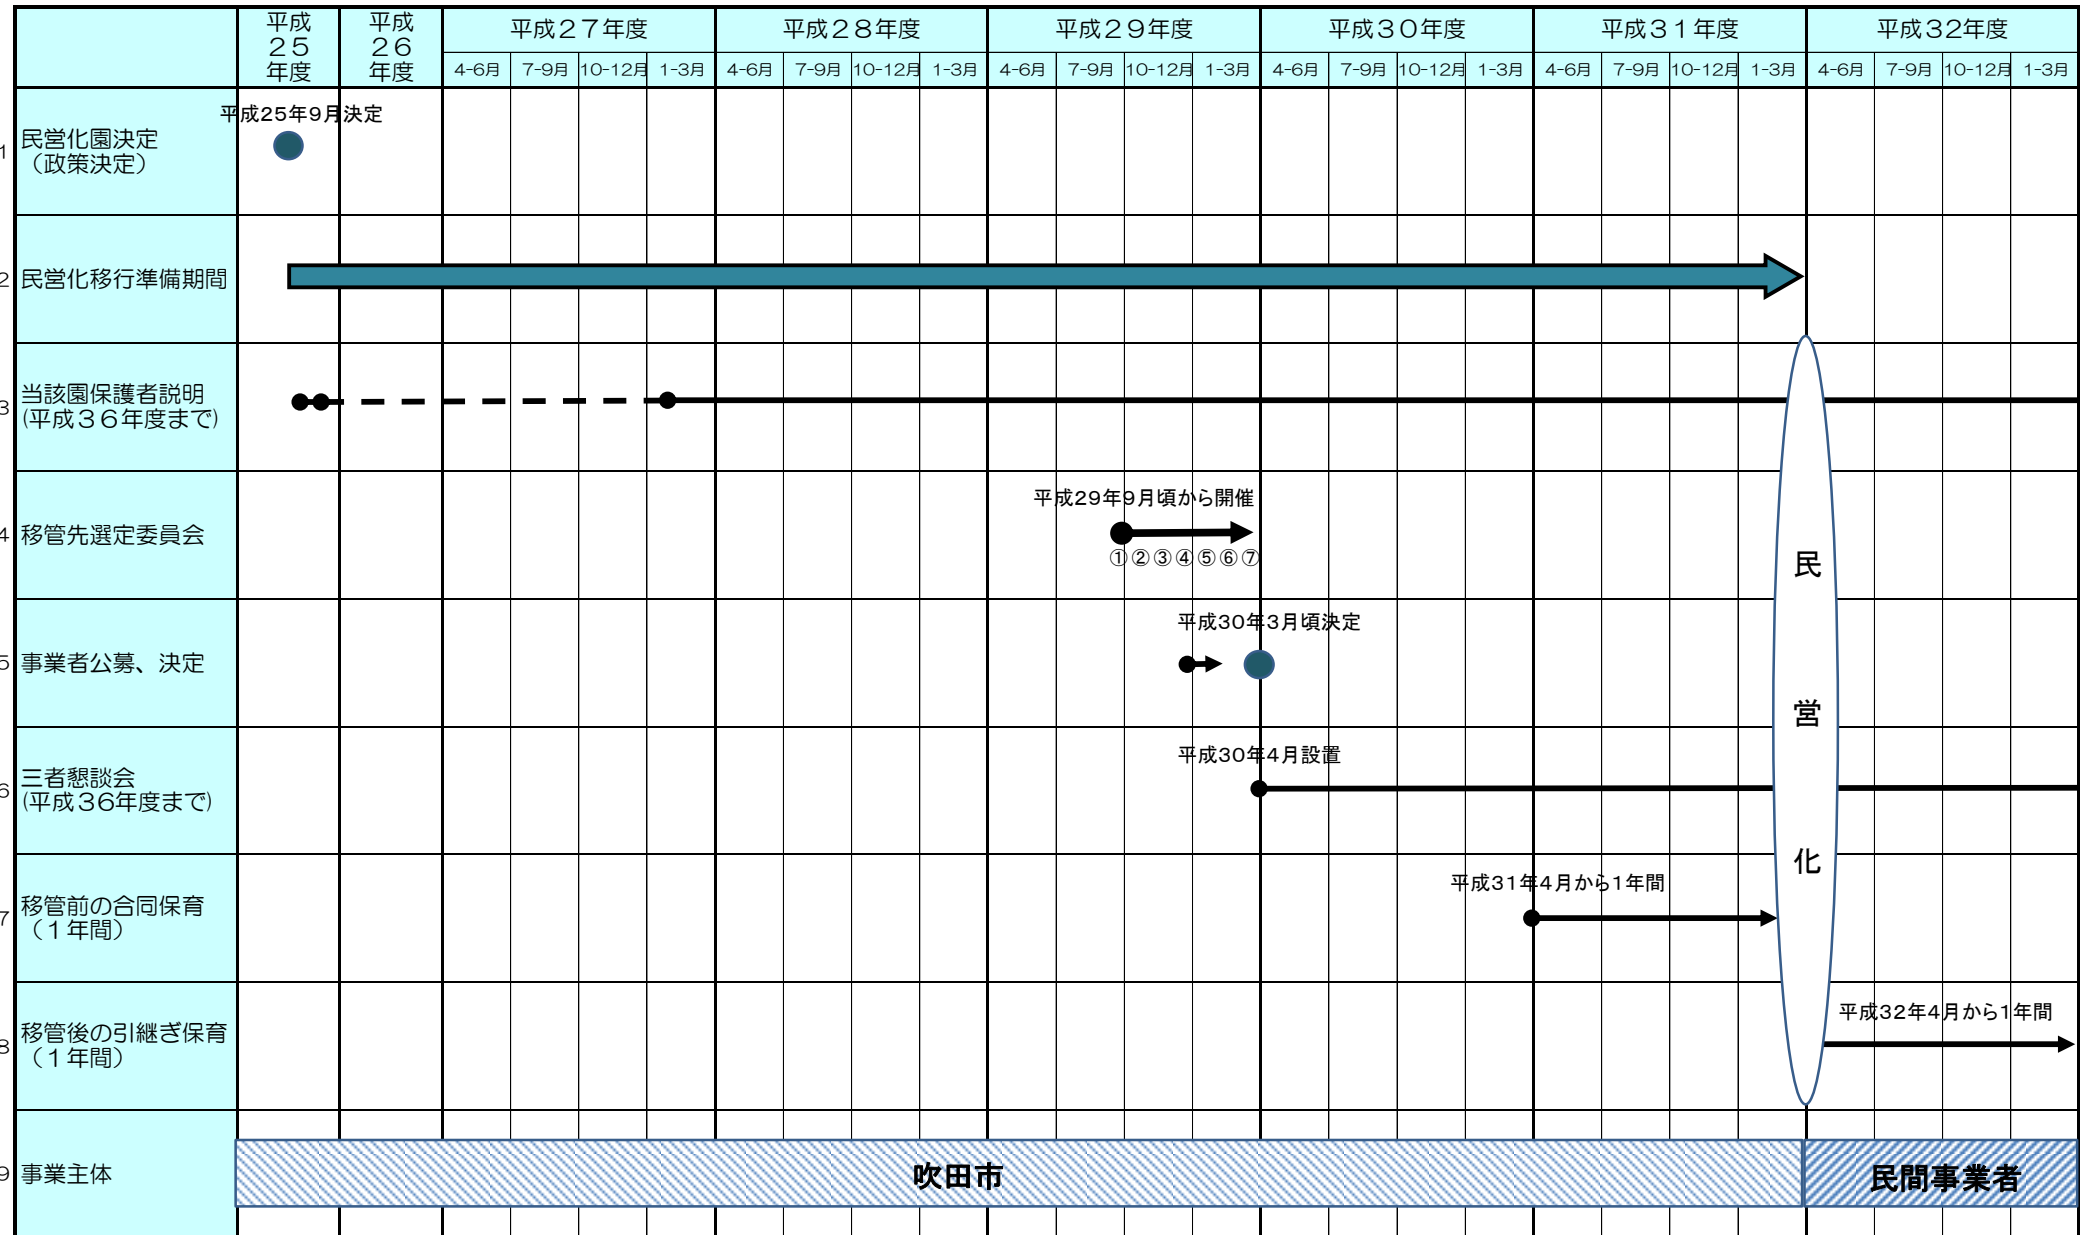 平成
２５
年度
平成
２６
年度
平成２７年度
平成２８年度
平成２９年度
平成３０年度
平成３１年度
平成３２年度
4-6月 7-9月 10-12月 1-3月 4-6月 7-9月 10-12月 1-3月 4-6月 7-9月 10-12月 1-3月 4-6月 7-9月 10-12月 1-3月 4-6月 7-9月 10-12月 1-3月 4-6月 7-9月 10-12月 1-3月
平成25年9月決定
1 民営化園決定
（政策決定）
2 民営化移行準備期間
3 当該園保護者説明
(平成３６年度まで)
平成29年9月頃から開催
4 移管先選定委員会
①②③④⑤⑥⑦
平成30年3月頃決定
5 事業者公募、決定
平成30年4月設置
6 三者懇談会
(平成３６年度まで)
民
営
化
平成31年4月から1年間
7 移管前の合同保育
（１年間）
平成32年4月から1年間
8 移管後の引継ぎ保育
（１年間）
9 事業主体
吹田市
民間事業者